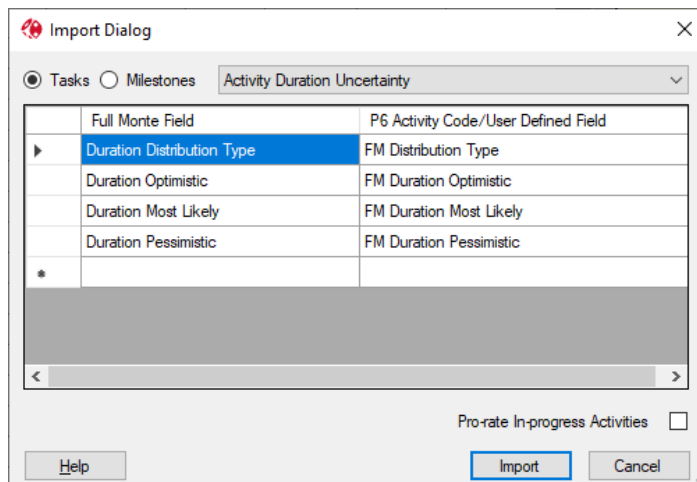 Import Dialog
Tasks Milestones Activity Duration Uncertainty
Full Monte Field P6 Activity Code/User Defined Field
Duration Distribution Type FM Distribution Type
Duration Optimistic FM Duration Optimistic
Duration Most Likely FM Duration Most Likely
Duration Pessimistic FM Duration Pessimistic
Pro-rate In-progress Activities
Help Import Cancel